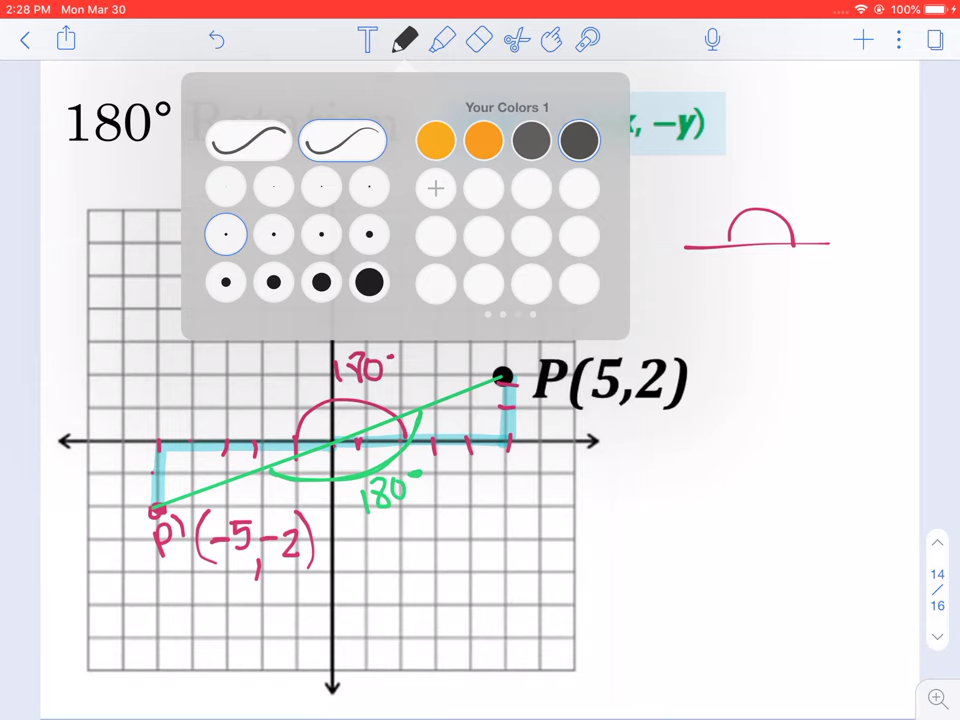 2:28 PM Mon Mar 30
100%
T
180° Rotation
x, −y)
Your Colors 1
180°
P(5,2)
180°
P'(-5,-2)
14
/
16